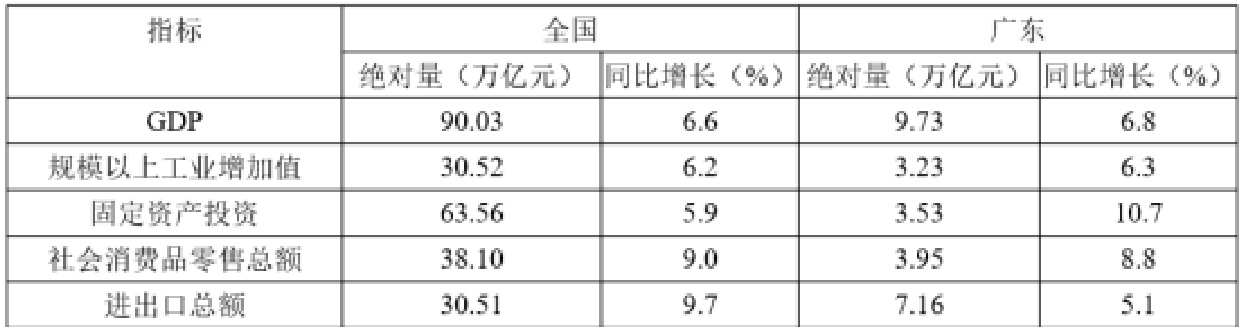 指标 全国 广东
绝对量（万亿元） 同比增长（%） 绝对量（万亿元） 同比增长（%）
GDP 90.03 6.6 9.73 6.8
规模以上工业增加值 30.52 6.2 3.23 6.3
固定资产投资 63.56 5.9 3.53 10.7
社会消费品零售总额 38.10 9.0 3.95 8.8
进出口总额 30.51 9.7 7.16 5.1